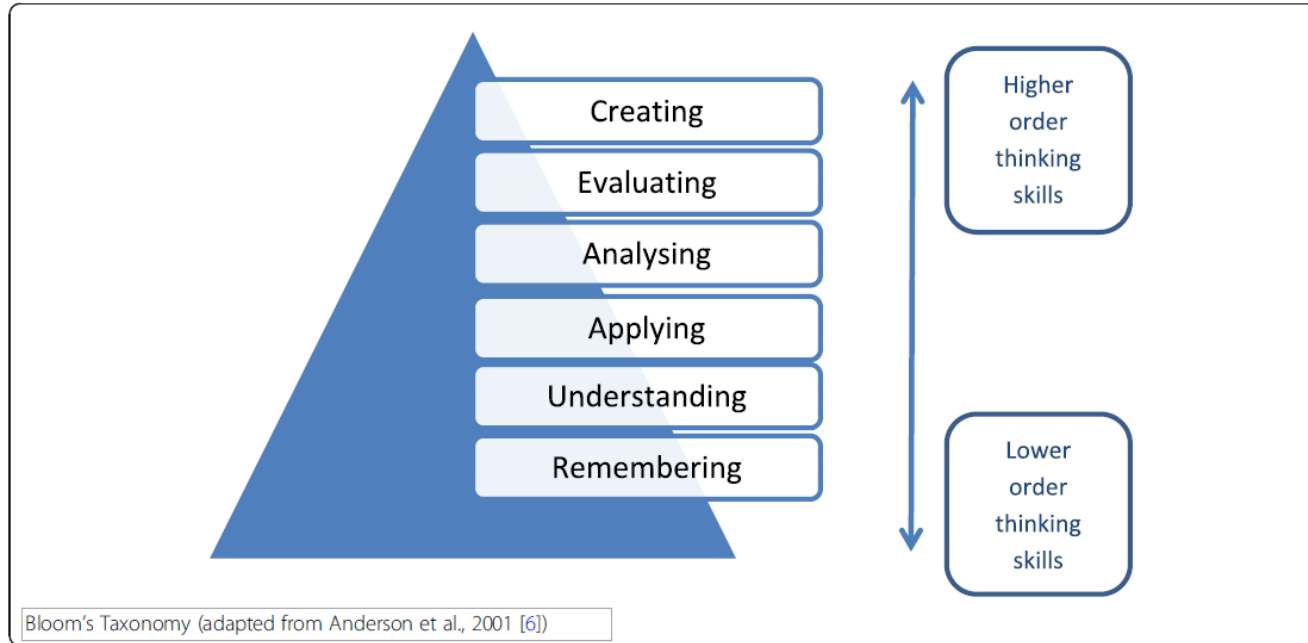 Creating
Evaluating
Analysing
Applying
Understanding
Remembering
Higher
order
thinking
skills
Lower
order
thinking
skills
Bloom's Taxonomy (adapted from Anderson et al., 2001 [6])